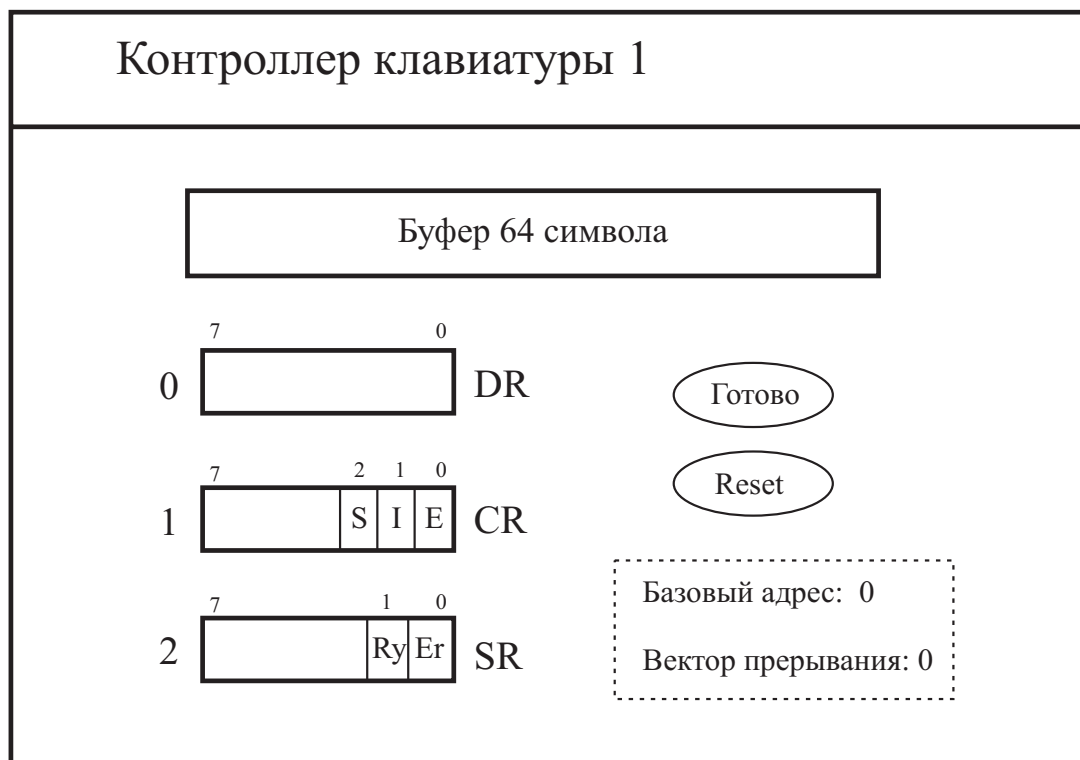 Контроллер клавиатуры 1
Буфер 64 символа
7 0
0 DR
Готово
7 2 1 0
Reset
1 S I E CR
Базовый адрес: 0
7 1 0
2 Ry Er SR
Вектор прерывания: 0